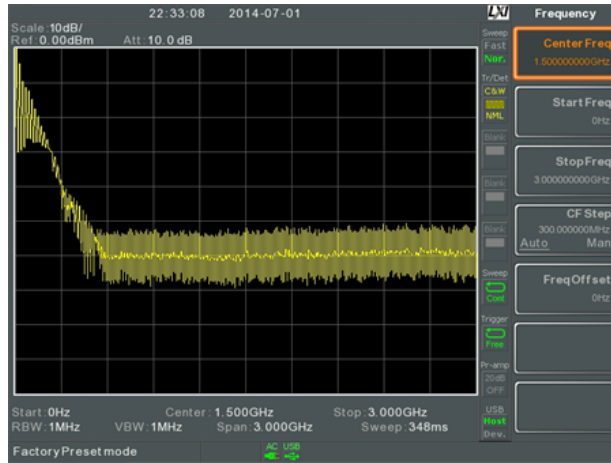 22:33:08 2014-07-01
LXI
Frequency
Scale:10dB/
Ref:0.00dBm Att:10.0dB
Sweep
Fast
Nor.
Tr/Det
C&W
NML
Blank
Blank
Blank
Sweep
Cont
Trigger
Free
Pr-amp
20dB
OFF
USB
Host
Dev.
Center Freq
1.500000000GHz
Start Freq
0Hz
Stop Freq
3.000000000GHz
CF Step
300.000000MHz
Auto Man
Freq Offset
0Hz
Start:0Hz Center:1.500GHz Stop:3.000GHz
RBW:1MHz VBW:1MHz Span:3.000GHz Sweep:348ms
Factory Preset mode
AC USB